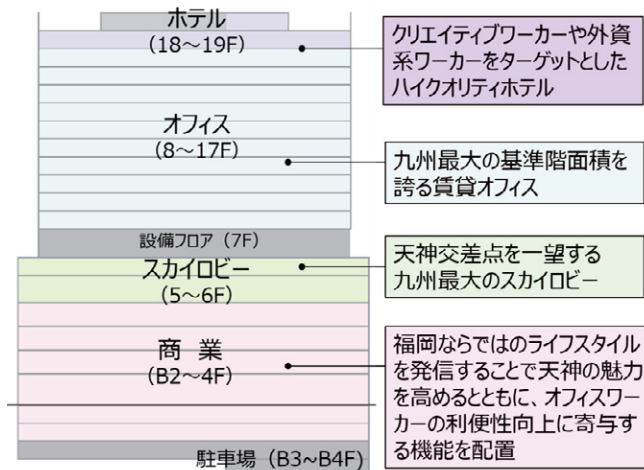 ホテル
(18～19F)
オフィス
(8～17F)
設備フロア (7F)
スカイロビー
(5～6F)
商 業
(B2～4F)
駐車場 (B3~B4F)
クリエイティブワーカーや外資
系ワーカーをターゲットとした
ハイクオリティホテル
九州最大の基準階面積を
誇る賃貸オフィス
天神交差点を一望する
九州最大のスカイロビー
福岡ならではのライフスタイル
を発信することで天神の魅力
を高めるとともに、オフィスワー
カーの利便性向上に寄与す
る機能を配置